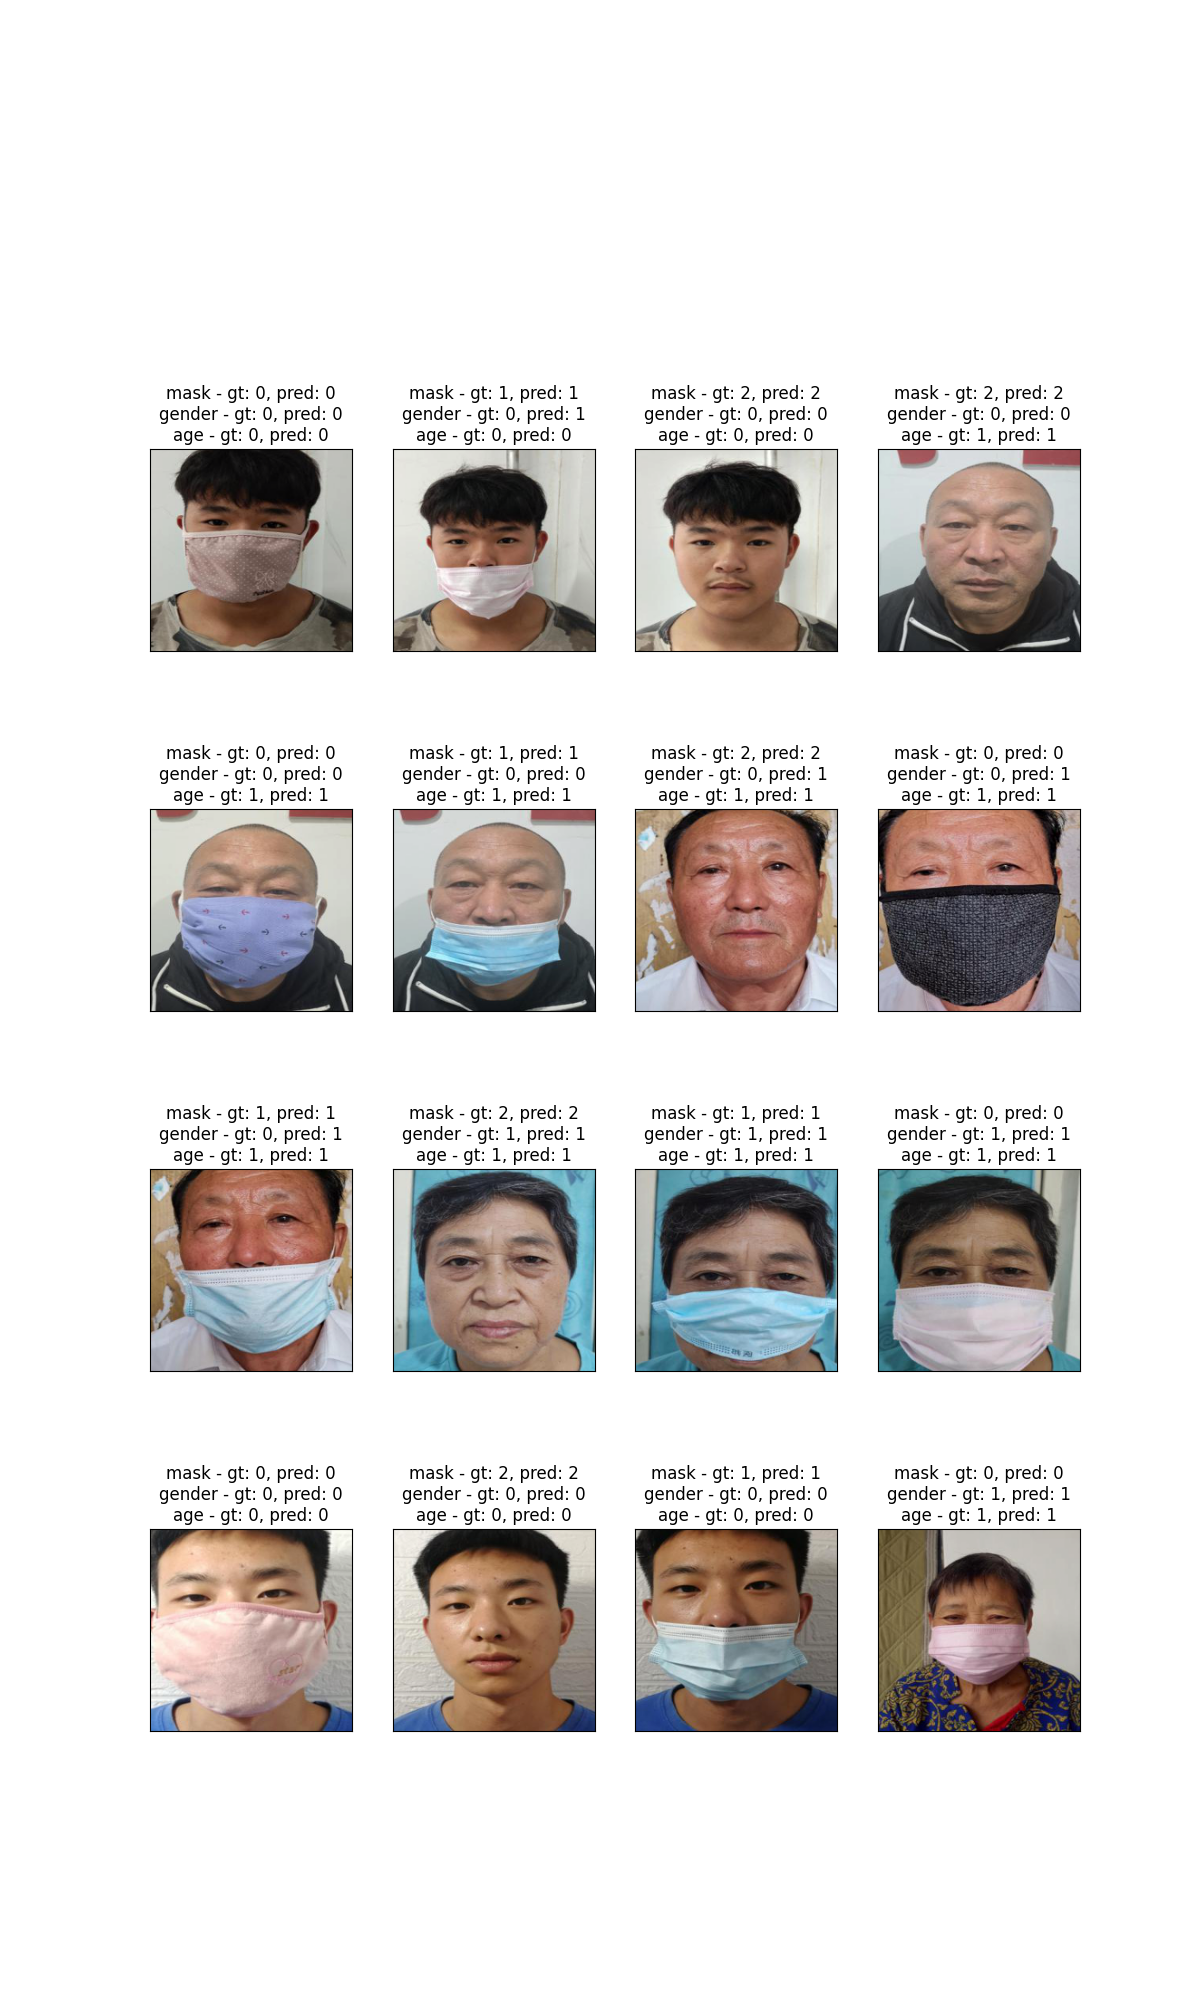 mask - gt: 0, pred: 0
gender - gt: 0, pred: 0
age - gt: 0, pred: 0
mask - gt: 1, pred: 1
gender - gt: 0, pred: 1
age - gt: 0, pred: 0
mask - gt: 2, pred: 2
gender - gt: 0, pred: 0
age - gt: 0, pred: 0
mask - gt: 2, pred: 2
gender - gt: 0, pred: 0
age - gt: 1, pred: 1
mask - gt: 0, pred: 0
gender - gt: 0, pred: 0
age - gt: 1, pred: 1
mask - gt: 1, pred: 1
gender - gt: 0, pred: 0
age - gt: 1, pred: 1
mask - gt: 2, pred: 2
gender - gt: 0, pred: 1
age - gt: 1, pred: 1
mask - gt: 0, pred: 0
gender - gt: 0, pred: 1
age - gt: 1, pred: 1
mask - gt: 1, pred: 1
gender - gt: 0, pred: 1
age - gt: 1, pred: 1
mask - gt: 2, pred: 2
gender - gt: 1, pred: 1
age - gt: 1, pred: 1
mask - gt: 1, pred: 1
gender - gt: 1, pred: 1
age - gt: 1, pred: 1
mask - gt: 0, pred: 0
gender - gt: 1, pred: 1
age - gt: 1, pred: 1
mask - gt: 0, pred: 0
gender - gt: 0, pred: 0
age - gt: 0, pred: 0
star
mask - gt: 2, pred: 2
gender - gt: 0, pred: 0
age - gt: 0, pred: 0
mask - gt: 1, pred: 1
gender - gt: 0, pred: 0
age - gt: 0, pred: 0
mask - gt: 0, pred: 0
gender - gt: 1, pred: 1
age - gt: 1, pred: 1